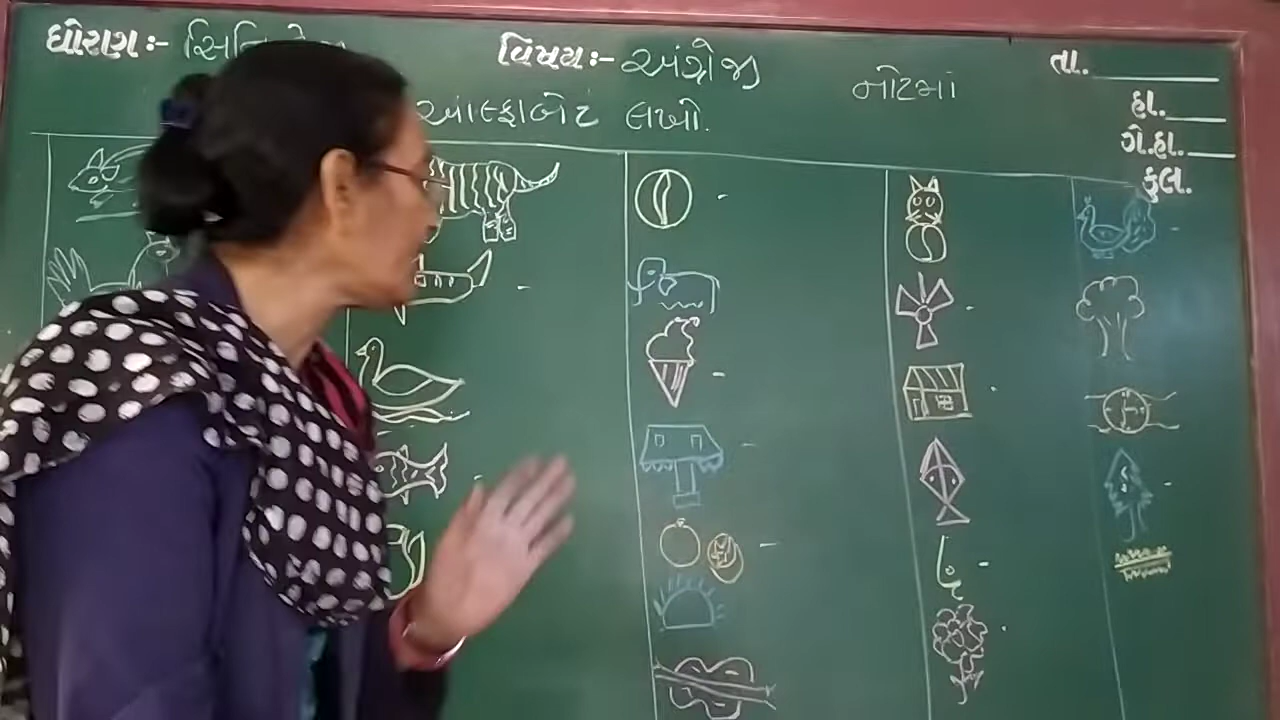 ધોરણ:- સિનિ
વિષય:- અંગ્રેજી
નોટમાં
તા.
આલ્ફાબેટ લખો.
હા.
ગે.હા.
કુલ.